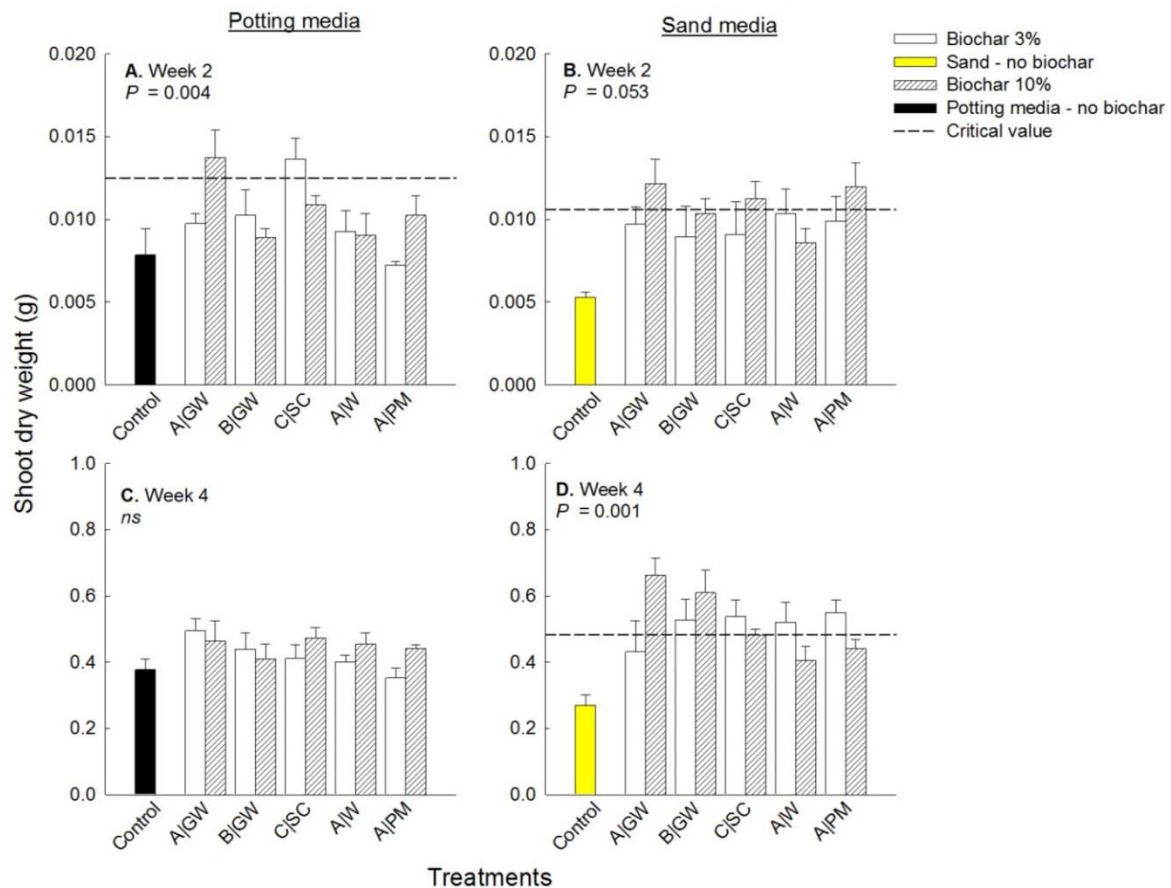 Potting media
Sand media
Biochar 3%
Sand - no biochar
Biochar 10%
Potting media - no biochar
Critical value
Shoot dry weight (g)
A. Week 2
P = 0.004
0.020
0.015
0.010
0.005
0.000
Control
A|GW
B|GW
C|SC
A|W
A|PM
B. Week 2
P = 0.053
0.020
0.015
0.010
0.005
0.000
Control
A|GW
B|GW
C|SC
A|W
A|PM
C. Week 4
ns
1.0
0.8
0.6
0.4
0.2
0.0
Control
A|GW
B|GW
C|SC
A|W
A|PM
D. Week 4
P = 0.001
1.0
0.8
0.6
0.4
0.2
0.0
Control
A|GW
B|GW
C|SC
A|W
A|PM
Treatments